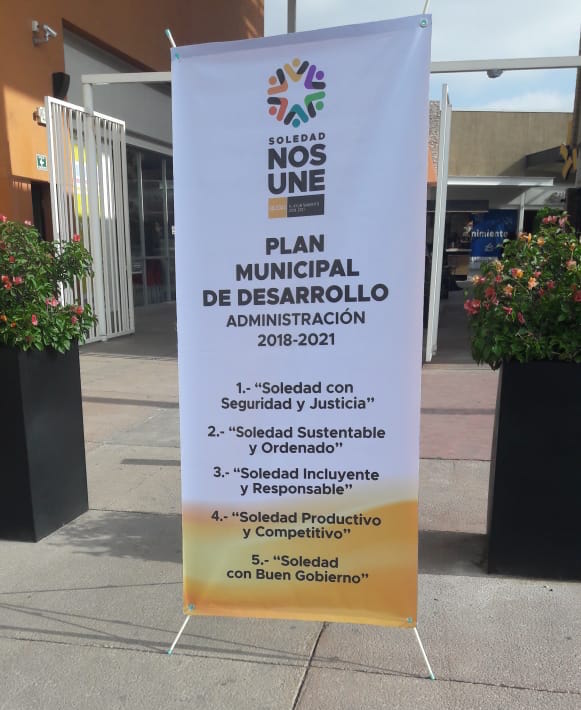 SOLEDAD
NOS
UNE
PLAN
MUNICIPAL
DE DESARROLLO
ADMINISTRACIÓN
2018-2021
1.- “Soledad con
Seguridad y Justicia”
2.- “Soledad Sustentable
y Ordenado”
3.- “Soledad Incluyente
y Responsable”
4.- “Soledad Productivo
y Competitivo”
5.- “Soledad
con Buen Gobierno”